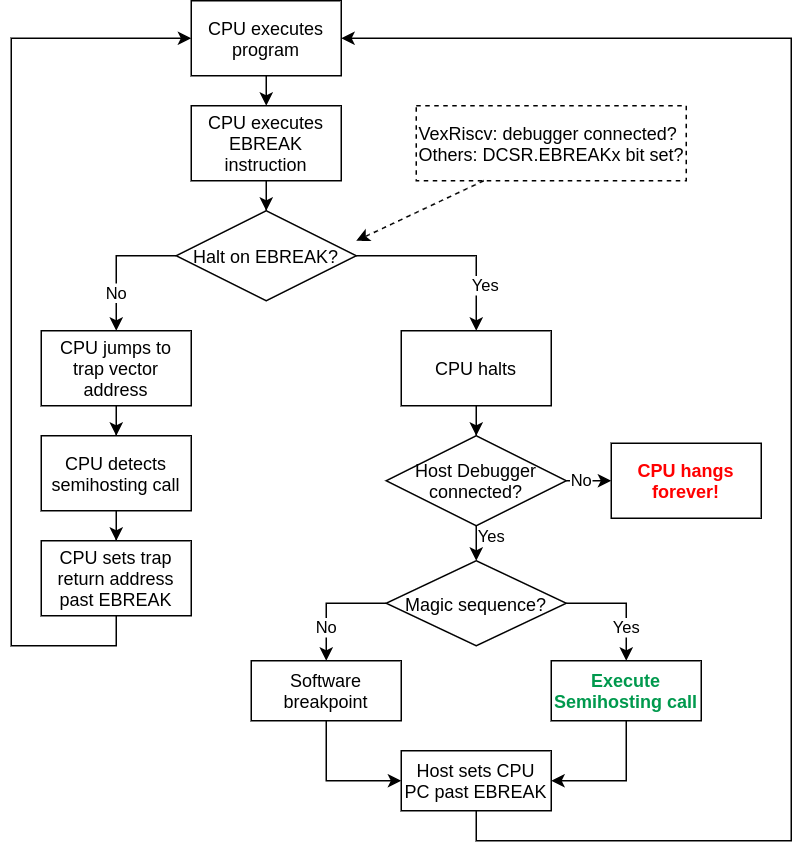 CPU executes
program
CPU executes
EBREAK
instruction
VexRiscv: debugger connected?
Others: DCSR.EBREAKx bit set?
Halt on EBREAK?
No
Yes
CPU jumps to
trap vector
address
CPU halts
CPU detects
semihosting call
Host Debugger
connected?
No
CPU hangs
forever!
Yes
CPU sets trap
return address
past EBREAK
Magic sequence?
No
Yes
Software
breakpoint
Execute
Semihosting call
Host sets CPU
PC past EBREAK